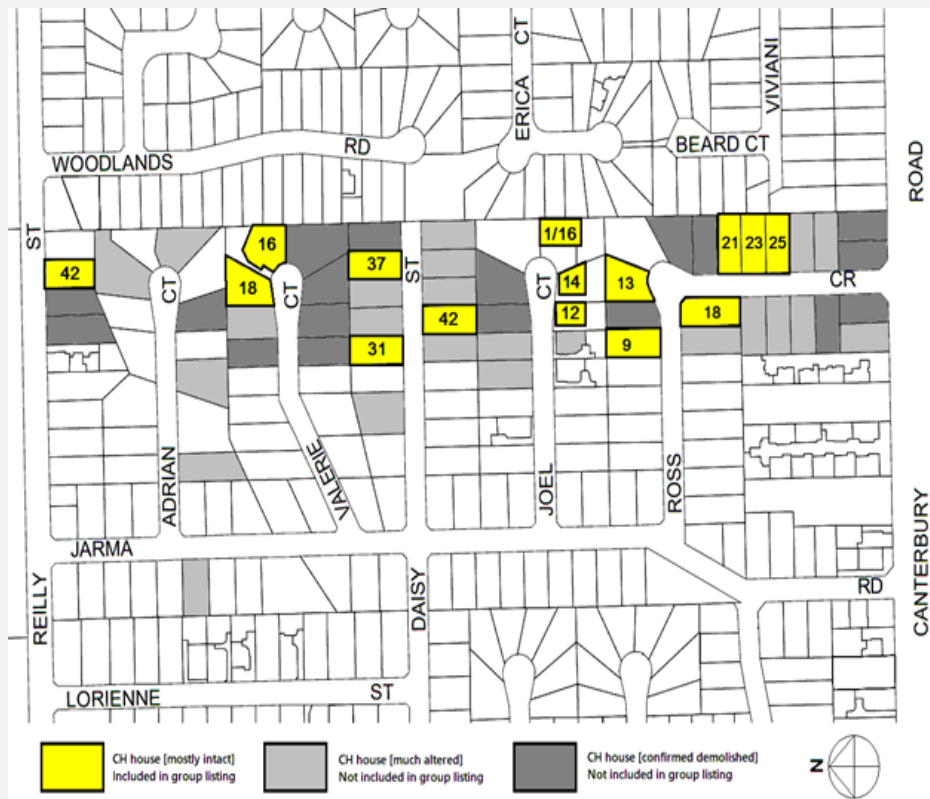 ERICA CT
VIVIANI
WOODLANDS RD
BEARD CT
ROAD
ST
16
1/16
21 23 25
42
CT
18
CT
37
ST
CT
14
13
CR
42
12
18
31
9
ADRIAN
VALERIE
JOEL
ROSS
JARMA
RD
REILLY
DAISY
CANTERBURY
LORIENNE ST
CH house [mostly intact]
Included in group listing
CH house [much altered]
Not included in group listing
CH house [confirmed demolished]
Not included in group listing
N